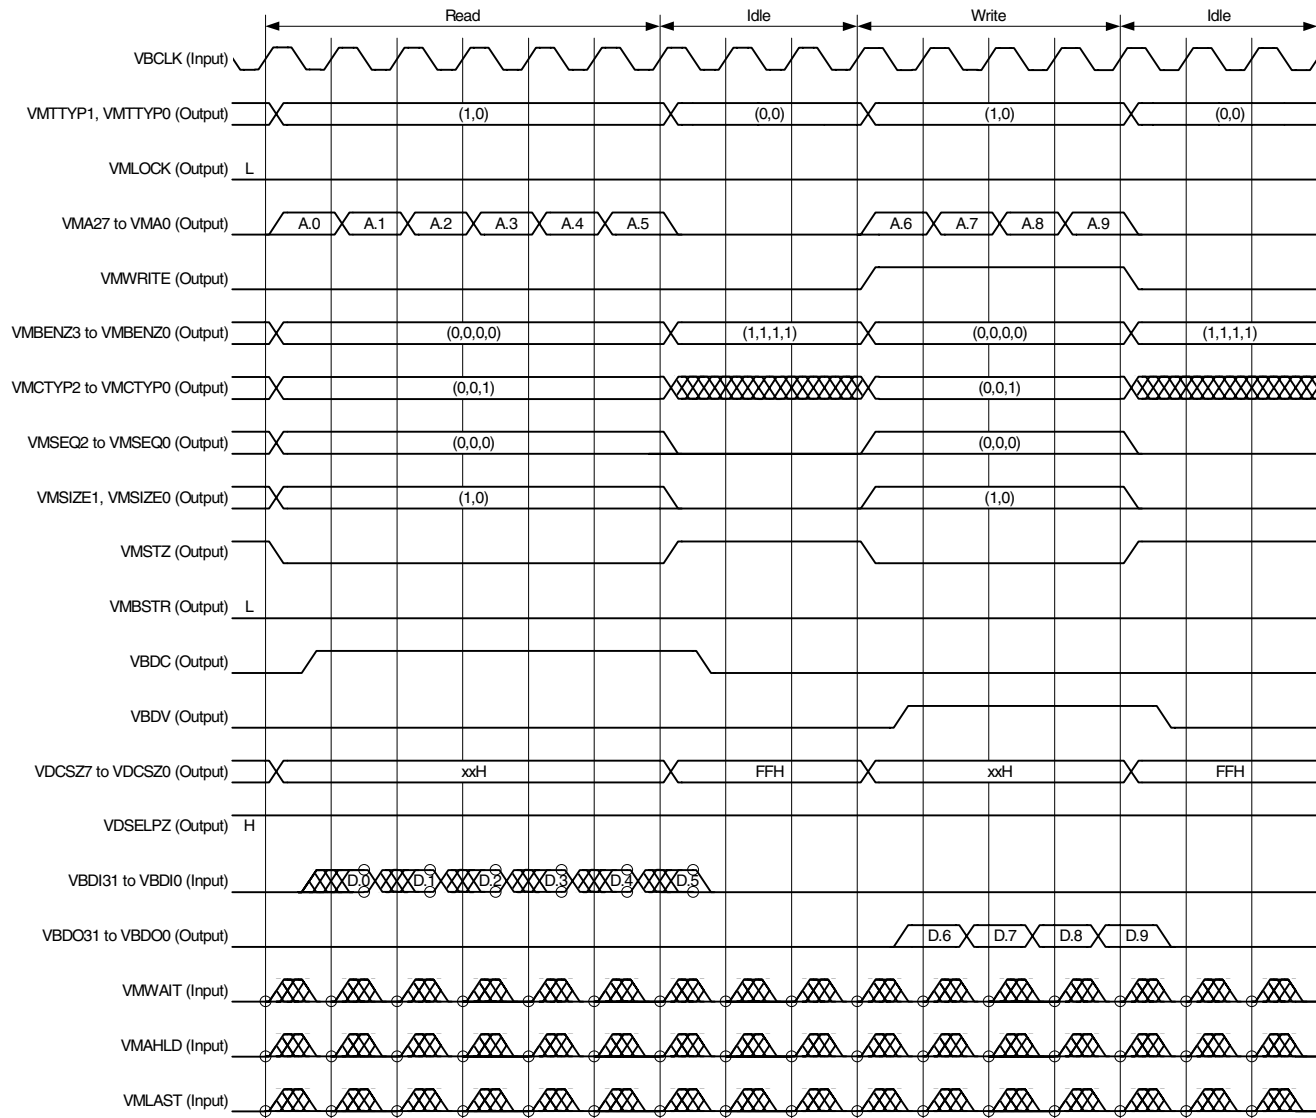 Read Idle Write Idle
VBCLK (Input)
VMTTYP1, VMTTYP0 (Output) (1,0) (0,0) (1,0) (0,0)
VMLOCK (Output) L
VMA27 to VMA0 (Output) A.0 A.1 A.2 A.3 A.4 A.5 A.6 A.7 A.8 A.9
VMWRITE (Output)
VMBENZ3 to VMBENZ0 (Output) (0,0,0,0) (1,1,1,1) (0,0,0,0) (1,1,1,1)
VMCTYP2 to VMCTYP0 (Output) (0,0,1) (0,0,1)
VMSEQ2 to VMSEQ0 (Output) (0,0,0) (0,0,0)
VMSIZE1, VMSIZE0 (Output) (1,0) (1,0)
VMSTZ (Output)
VMBSTR (Output) L
VBDC (Output)
VBDV (Output)
VDCSZ7 to VDCSZ0 (Output) xxH FFH xxH FFH
VDSELPZ (Output) H
VBDI31 to VBDI0 (Input) D.0 D.1 D.2 D.3 D.4 D.5
VBDO31 to VBDO0 (Output) D.6 D.7 D.8 D.9
VMWAIT (Input)
VMAHLD (Input)
VMLAST (Input)